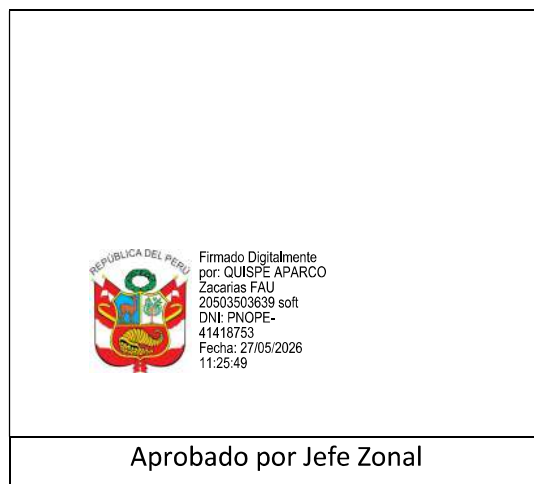 REPÚBLICA DEL PERÚ
Firmado Digitalmente
por: QUISPE APARCO
Zacarias FAU
20503503639 soft
DNI: PNOPE-
41418753
Fecha: 27/05/2026
11:25:49
Aprobado por Jefe Zonal